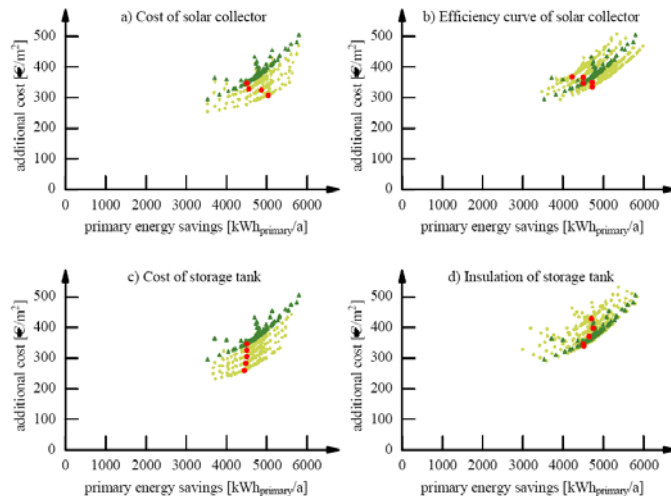 a) Cost of solar collector
additional cost [€/m²]
500
400
300
200
100
0
0 1000 2000 3000 4000 5000 6000
primary energy savings [kWhprimary/a]
b) Efficiency curve of solar collector
additional cost [€/m²]
500
400
300
200
100
0
0 1000 2000 3000 4000 5000 6000
primary energy savings [kWhprimary/a]
c) Cost of storage tank
additional cost [€/m²]
500
400
300
200
100
0
0 1000 2000 3000 4000 5000 6000
primary energy savings [kWhprimary/a]
d) Insulation of storage tank
additional cost [€/m²]
500
400
300
200
100
0
0 1000 2000 3000 4000 5000 6000
primary energy savings [kWhprimary/a]